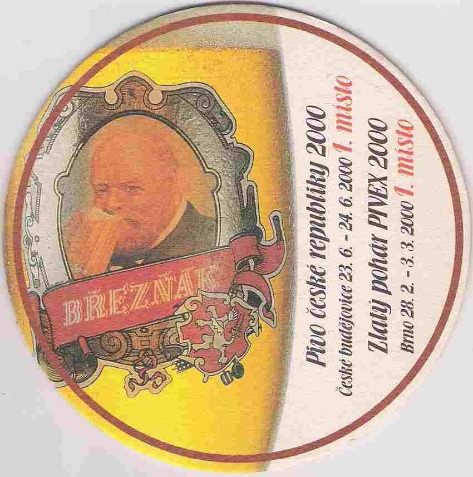 BŘEZŇÁK
Pivo české republiky 2000
České budějovice 23. 6. - 24. 6. 2000 1. místo
Zlatý pohár PIVEX 2000
Brno 28. 2. - 3. 3. 2000 1. místo